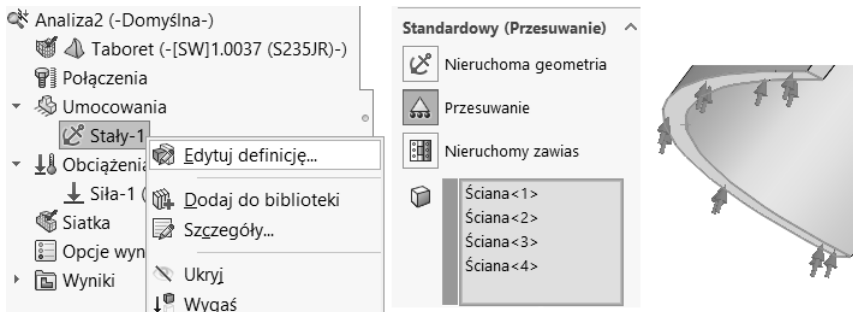 Analiza2 (-Domyślna-)
Taboret (-[SW]1.0037 (S235JR)-)
Połączenia
Umocowania
Stały-1
Obciążenia
Siła-1 (
Siatka
Opcje wyn
Wyniki
Edytuj definicję...
Dodaj do biblioteki
Szczegóły...
Ukryj
Wygaś
Standardowy (Przesuwanie)
Nieruchoma geometria
Przesuwanie
Nieruchomy zawias
Ściana<1>
Ściana<2>
Ściana<3>
Ściana<4>